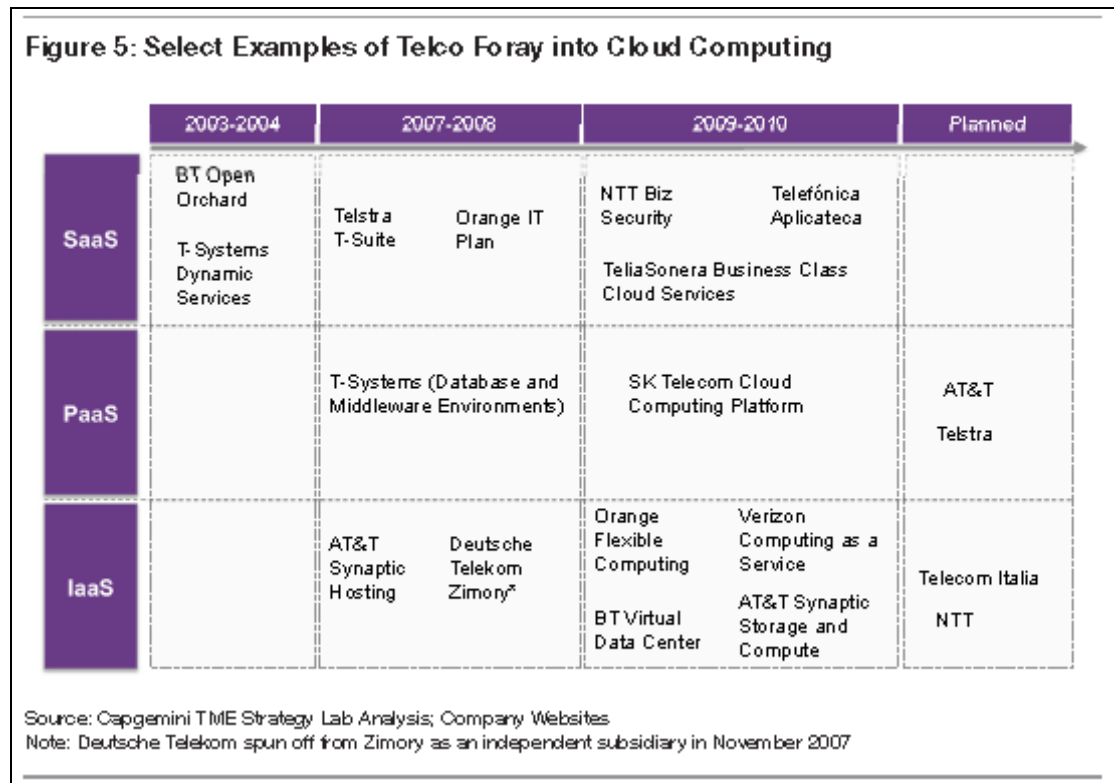 Figure 5: Select Examples of Telco Foray into Cloud Computing
2003-2004
2007-2008
2009-2010
Planned
SaaS
BT Open
Orchard
T-Systems
Dynamic
Services
Telstra
T-Suite
Orange IT
Plan
NTT Biz
Security
Telefónica
Aplicateca
TeliaSonera Business Class
Cloud Services
PaaS
T-Systems (Database and
Middleware Environments)
SK Telecom Cloud
Computing Platform
AT&T
Telstra
IaaS
AT&T
Synaptic
Hosting
Deutsche
Telekom
Zimory*
Orange
Flexible
Computing
Verizon
Computing as a
Service
BT Virtual
Data Center
AT&T Synaptic
Storage and
Compute
Telecom Italia
NTT
Source: Capgemini TME Strategy Lab Analysis; Company Websites
Note: Deutsche Telekom spun off from Zimory as an independent subsidiary in November 2007